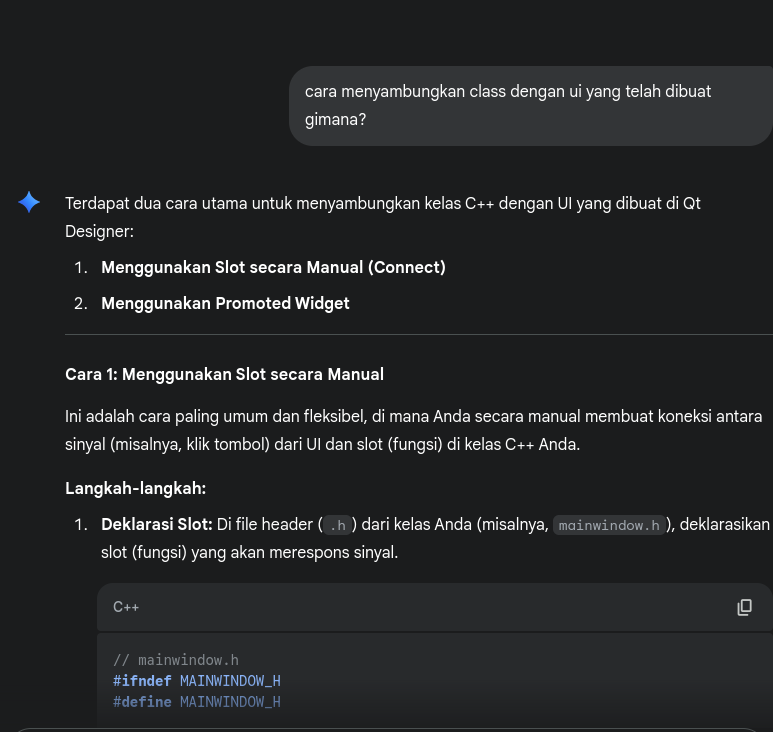 cara menyambungkan class dengan ui yang telah dibuat
gimana?
Terdapat dua cara utama untuk menyambungkan kelas C++ dengan UI yang dibuat di Qt
Designer:
1. Menggunakan Slot secara Manual (Connect)
2. Menggunakan Promoted Widget
Cara 1: Menggunakan Slot secara Manual
Ini adalah cara paling umum dan fleksibel, di mana Anda secara manual membuat koneksi antara
sinyal (misalnya, klik tombol) dari UI dan slot (fungsi) di kelas C++ Anda.
Langkah-langkah:
1. Deklarasi Slot: Di file header (.h) dari kelas Anda (misalnya, mainwindow.h), deklarasikan
slot (fungsi) yang akan merespons sinyal.
C++
// mainwindow.h
#ifndef MAINWINDOW_H
#define MAINWINDOW_H